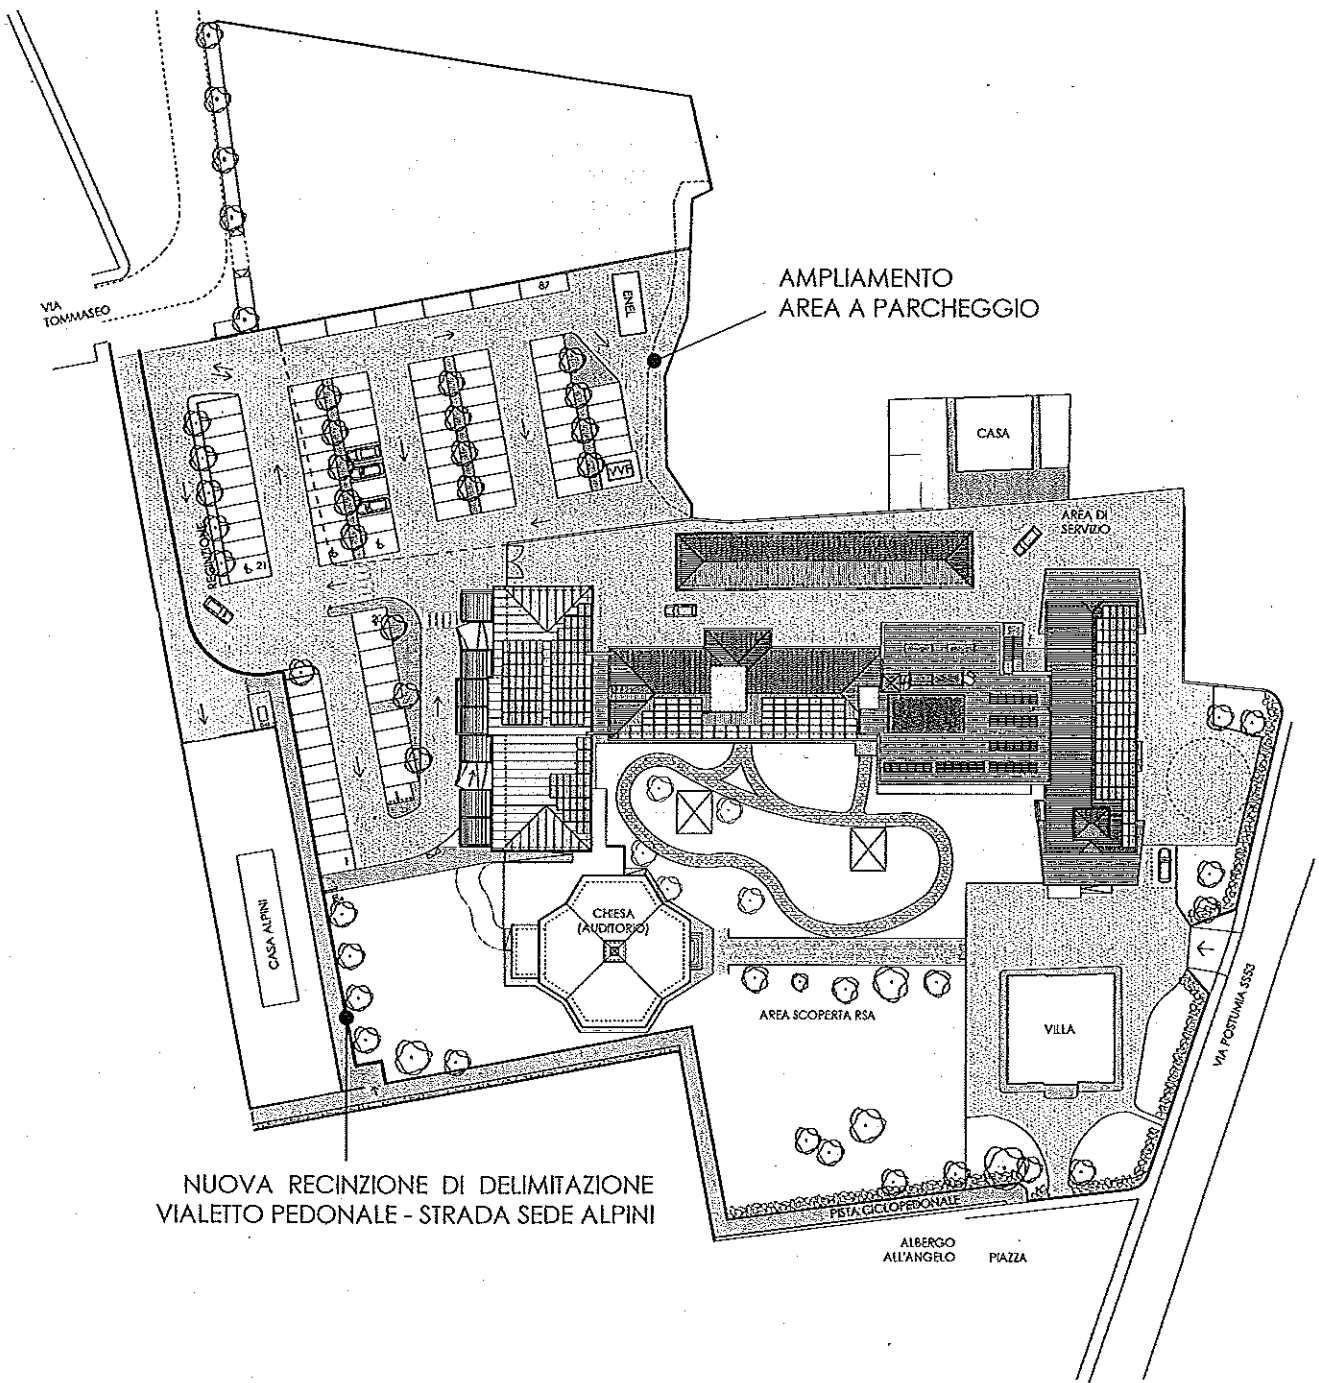 VIA
TOMMASEO
87
ENEL
AMPLIAMENTO
AREA A PARCHEGGIO
CASA
VVF
AREA DI
SERVIZIO
RECINZIONE
21
CHIESA
(AUDITORIO)
CASA ALPINI
AREA SCOPERTA RSA
VILLA
VIA POSTUMIA SS53
NUOVA RECINZIONE DI DELIMITAZIONE
VIALETTO PEDONALE - STRADA SEDE ALPINI
PISTA CICLOPEDONALE
ALBERGO
ALL'ANGELO
PIAZZA